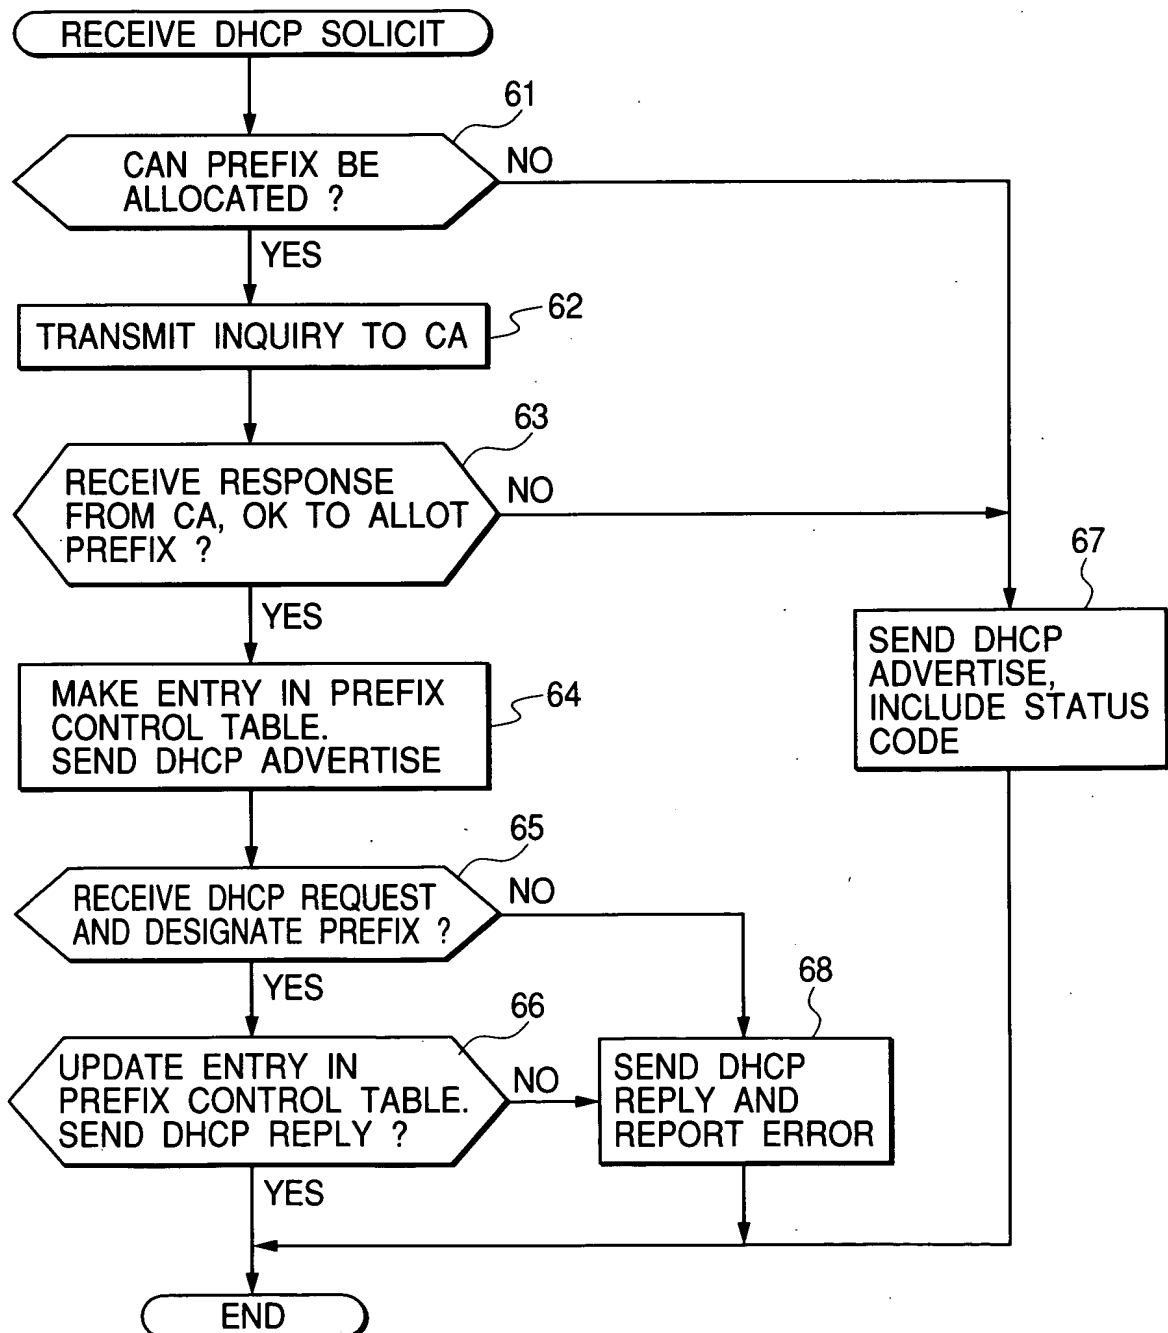 RECEIVE DHCP SOLICIT
61
CAN PREFIX BE
ALLOCATED ?
NO
YES
TRANSMIT INQUIRY TO CA
62
63
RECEIVE RESPONSE
FROM CA, OK TO ALLOT
PREFIX ?
NO
YES
67
SEND DHCP
ADVERTISE,
INCLUDE STATUS
CODE
MAKE ENTRY IN PREFIX
CONTROL TABLE.
SEND DHCP ADVERTISE
64
65
RECEIVE DHCP REQUEST
AND DESIGNATE PREFIX ?
NO
YES
66
UPDATE ENTRY IN
PREFIX CONTROL TABLE.
SEND DHCP REPLY ?
NO
YES
68
SEND DHCP
REPLY AND
REPORT ERROR
END